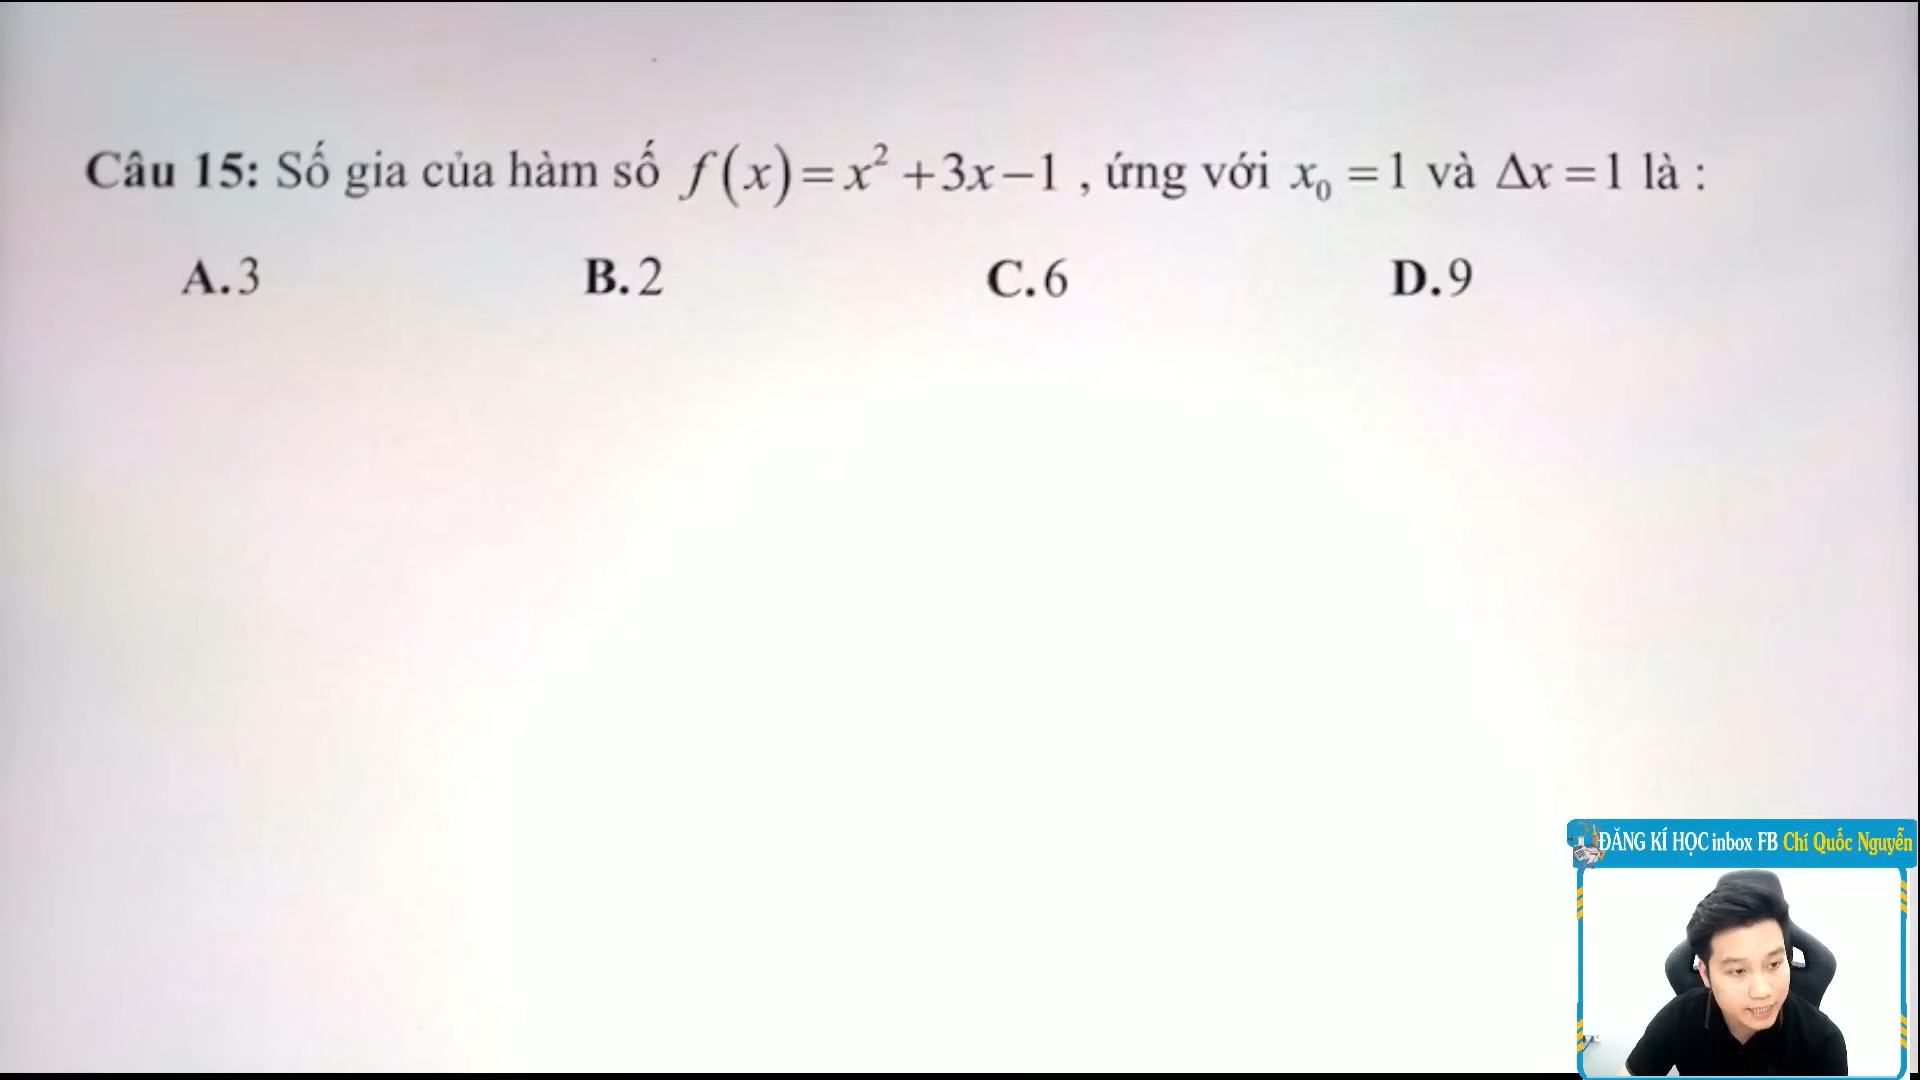 Câu 15: Số gia của hàm số f(x)=x²+3x−1 , ứng với x₀=1 và Δx=1 là :
A.3 B.2 C.6 D.9
ĐĂNG KÍ HỌC inbox FB Chí Quốc Nguyễn